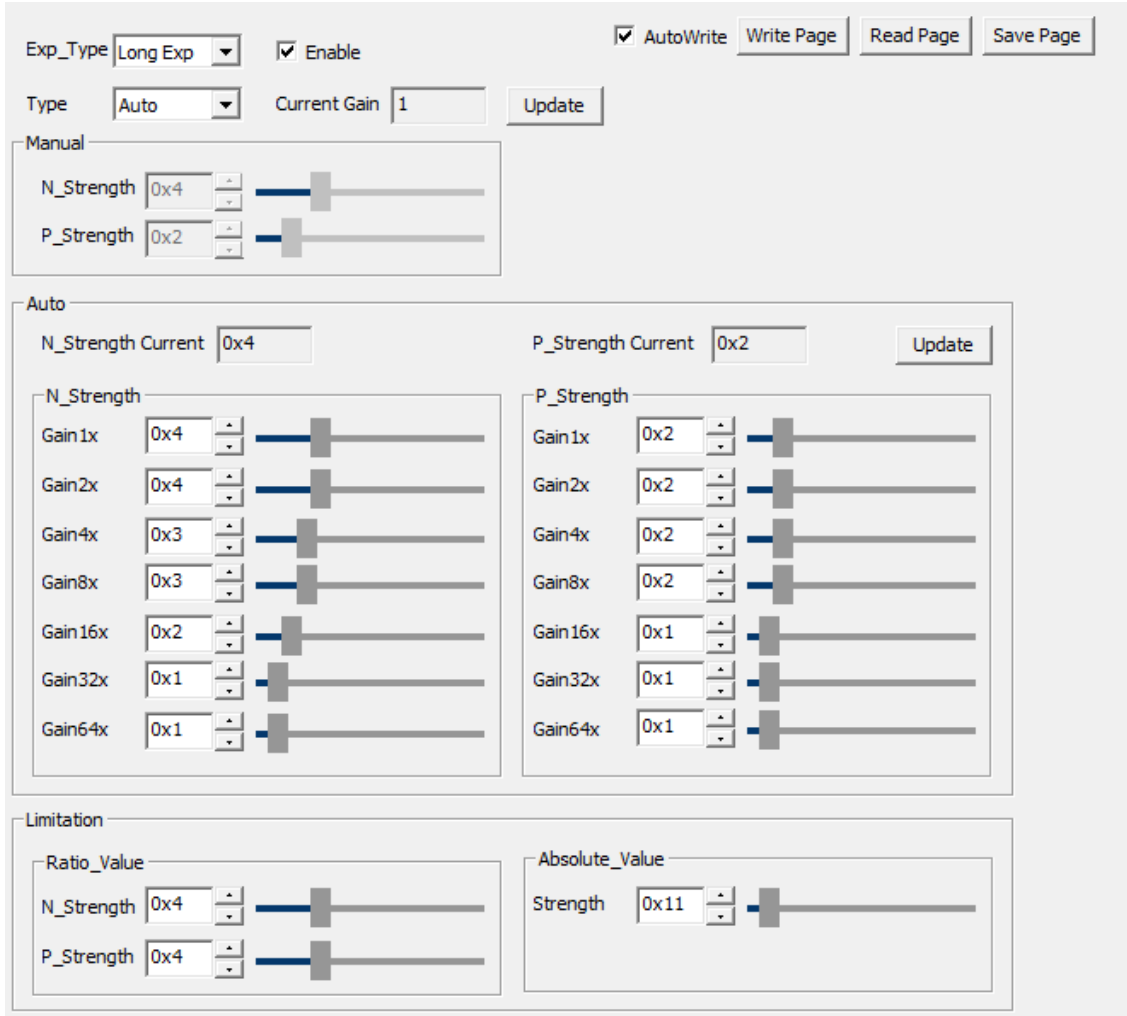 Exp_Type Long Exp Enable AutoWrite Write Page Read Page Save Page
Type Auto Current Gain 1 Update
Manual
N_Strength 0x4
P_Strength 0x2
Auto
N_Strength Current 0x4 P_Strength Current 0x2 Update
N_Strength P_Strength
Gain1x 0x4 Gain1x 0x2
Gain2x 0x4 Gain2x 0x2
Gain4x 0x3 Gain4x 0x2
Gain8x 0x3 Gain8x 0x2
Gain16x 0x2 Gain16x 0x1
Gain32x 0x1 Gain32x 0x1
Gain64x 0x1 Gain64x 0x1
Limitation
Ratio_Value Absolute_Value
N_Strength 0x4 Strength 0x11
P_Strength 0x4